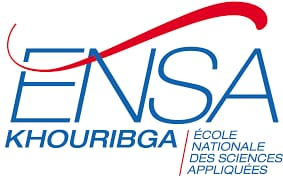 ENSA
KHOURIBGA
ÉCOLE
NATIONALE
DES SCIENCES
APPLIQUÉES